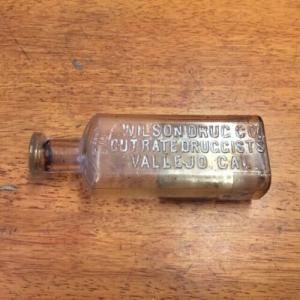 WILSON DRUG CO.
CUT RATE DRUGGISTS
VALLEJO. CAL.